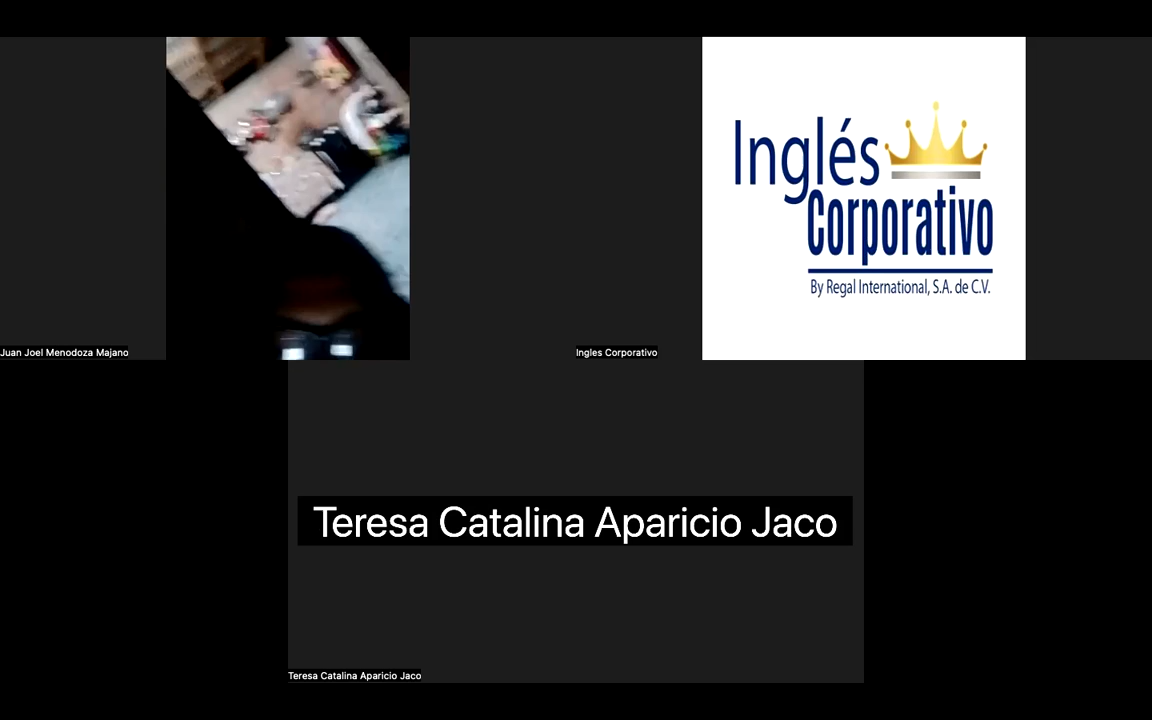 Inglés
Corporativo
By Regal International, S.A. de C.V.
Juan Joel Menodoza Majano
Ingles Corporativo
Teresa Catalina Aparicio Jaco
Teresa Catalina Aparicio Jaco